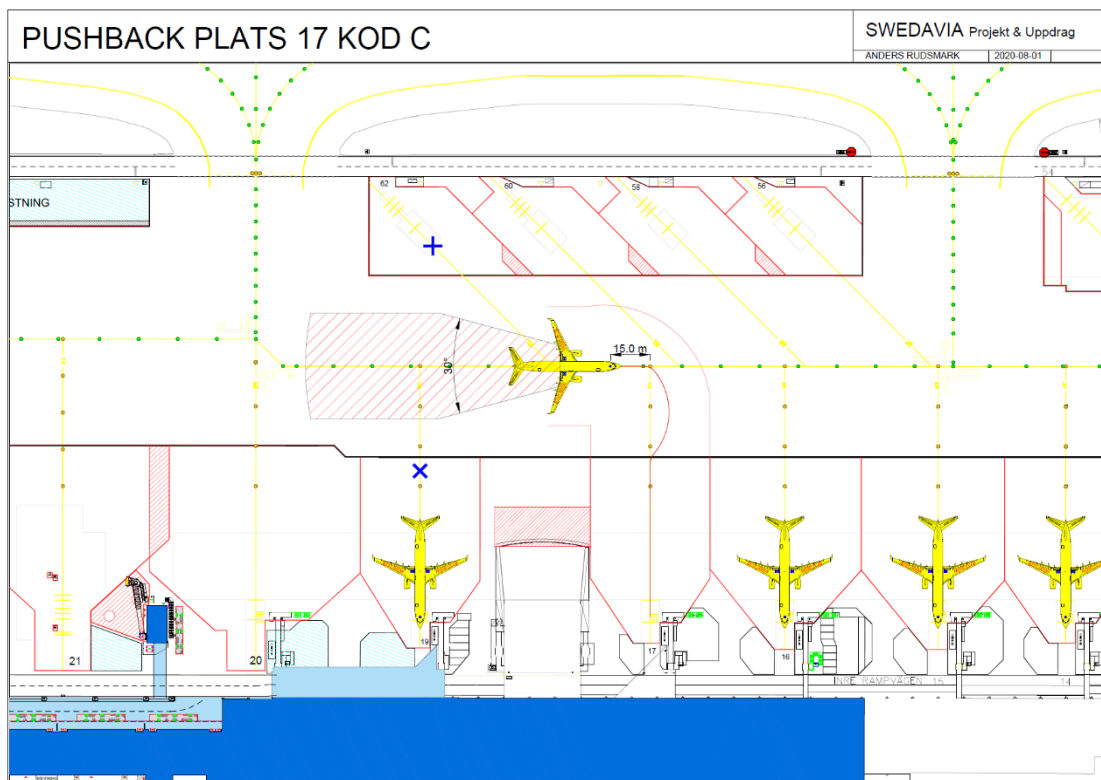 PUSHBACK PLATS 17 KOD C
SWEDAVIA Projekt & Uppdrag
ANDERS RUDSMARK 2020-08-01
62
60
58
56
54
STNING
15.0 m
30°
21
20
19
17
16
INRE RAMPVÄGEN 15
14